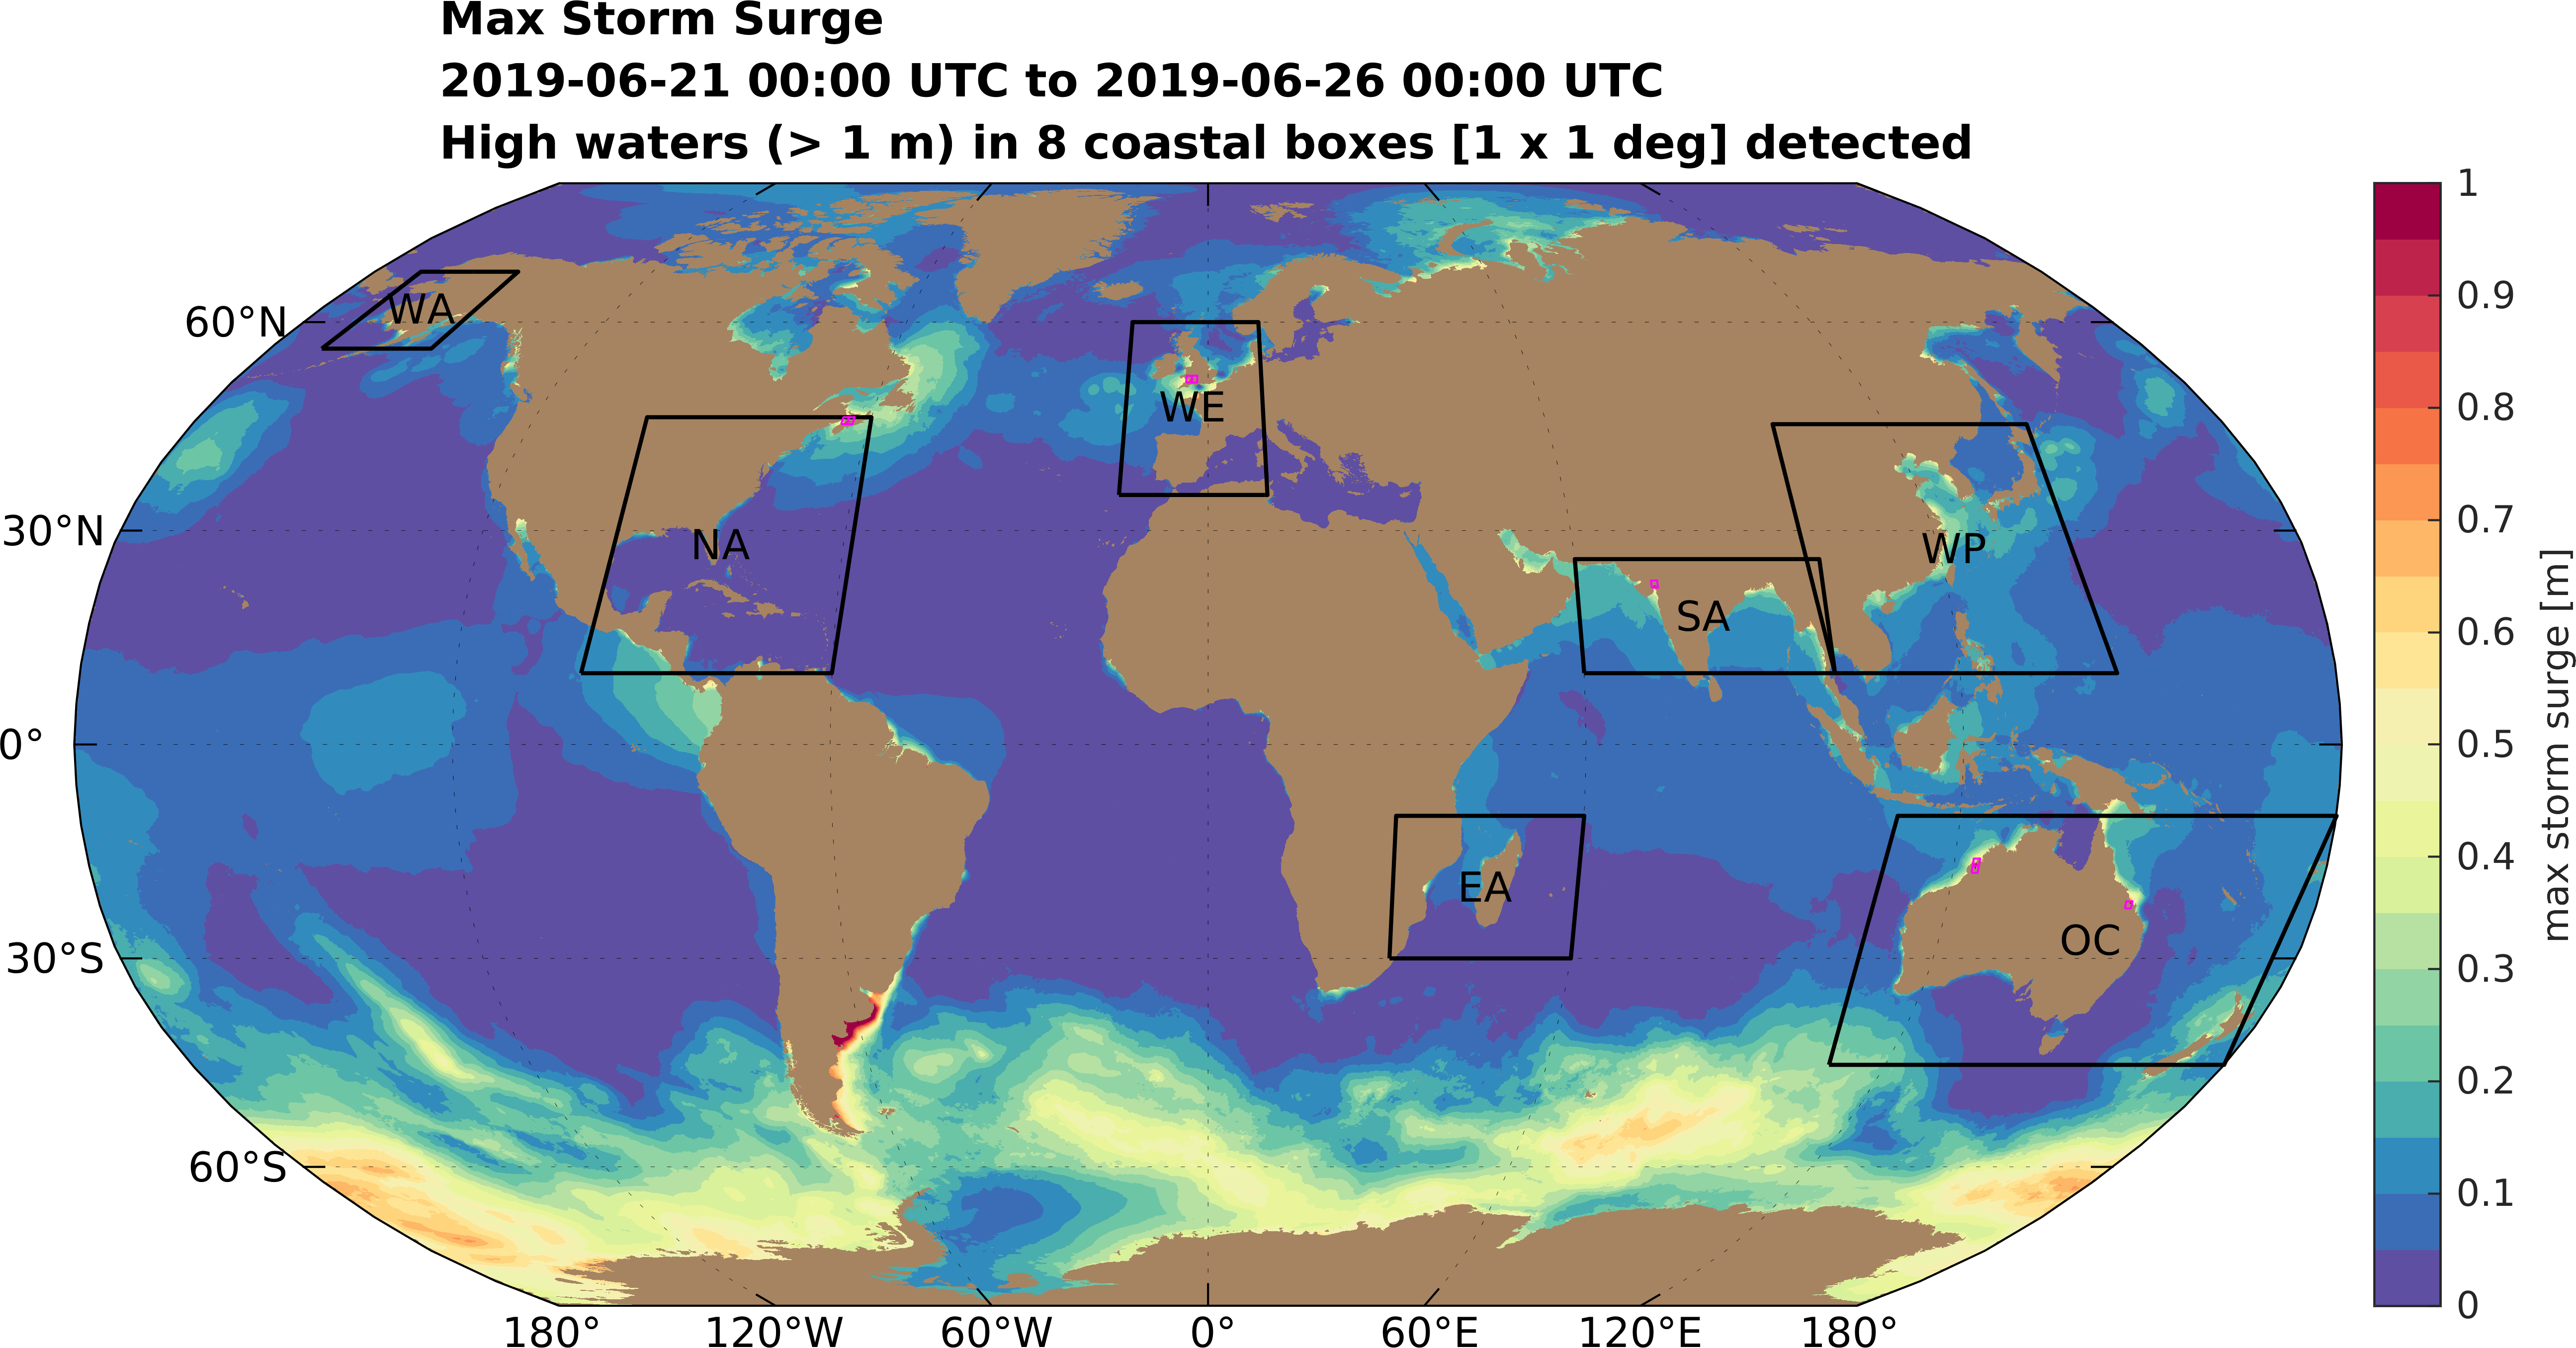 Max Storm Surge
2019-06-21 00:00 UTC to 2019-06-26 00:00 UTC
High waters (> 1 m) in 8 coastal boxes [1 x 1 deg] detected
60°N
30°N
0°
30°S
60°S
WA
NA
WE
SA
WP
EA
OC
180°
120°W
60°W
0°
60°E
120°E
180°
1
0.9
0.8
0.7
0.6
0.5
0.4
0.3
0.2
0.1
0
max storm surge [m]